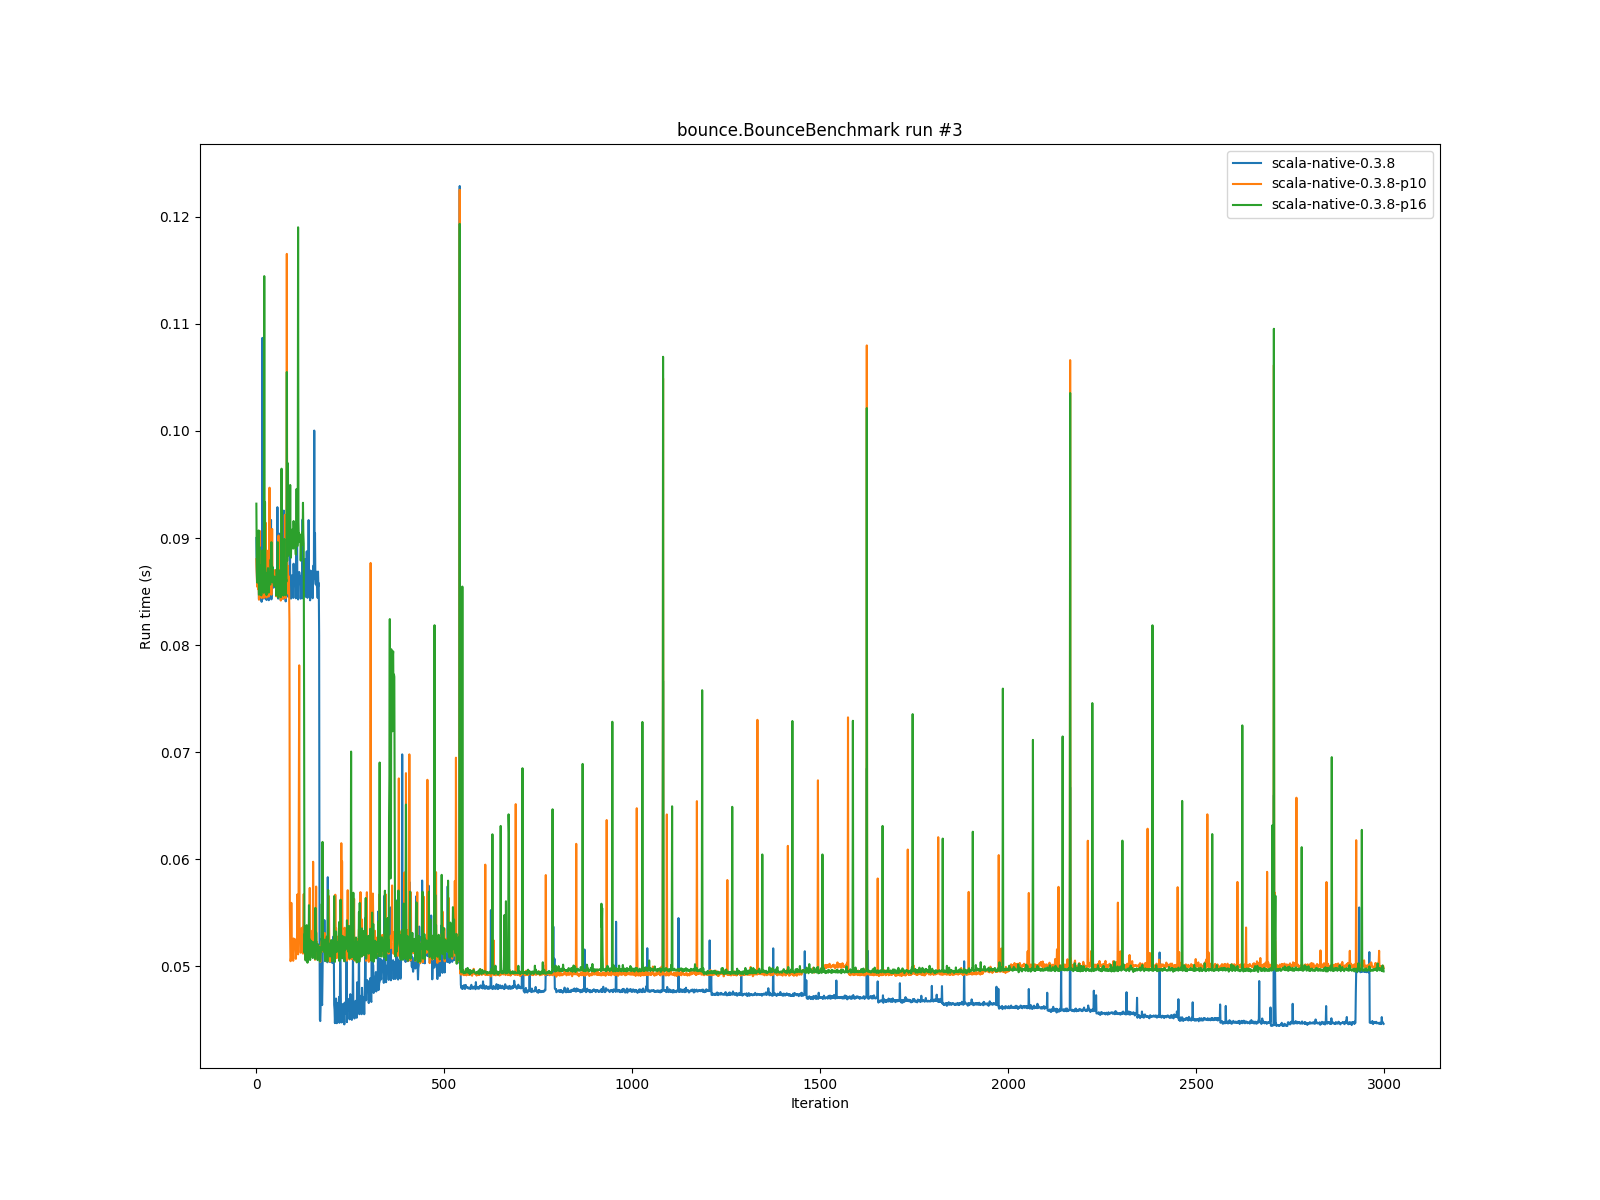 bounce.BounceBenchmark run #3
scala-native-0.3.8
scala-native-0.3.8-p10
scala-native-0.3.8-p16
0.12
0.11
0.10
0.09
0.08
0.07
0.06
0.05
Run time (s)
0 500 1000 1500 2000 2500 3000
Iteration